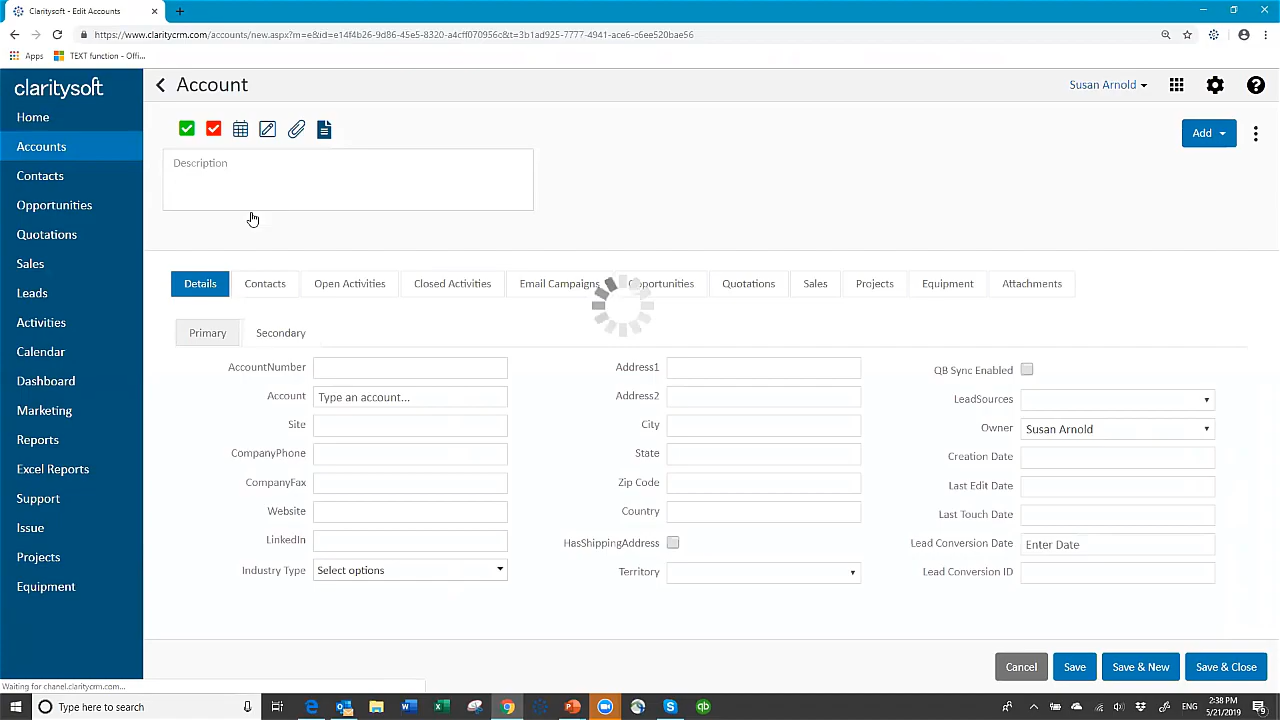 Claritysoft - Edit Accounts
https://www.claritycrm.com/accounts/new.aspx?m=e&id=e14f4b26-9d86-45e5-8320-a4cff070956c&t=3b1ad925-7777-4941-ace6-c6ee520bae56
Apps TEXT function - Offi...
claritysoft
Account
Susan Arnold
Home
Accounts
Contacts
Opportunities
Quotations
Sales
Leads
Activities
Calendar
Dashboard
Marketing
Reports
Excel Reports
Support
Issue
Projects
Equipment
Add
Description
Details Contacts Open Activities Closed Activities Email Campaigns Opportunities Quotations Sales Projects Equipment Attachments
Primary Secondary
AccountNumber
Account Type an account...
Site
CompanyPhone
CompanyFax
Website
LinkedIn
Industry Type Select options
Address1
Address2
City
State
Zip Code
Country
HasShippingAddress
Territory
QB Sync Enabled
LeadSources
Owner Susan Arnold
Creation Date
Last Edit Date
Last Touch Date
Lead Conversion Date Enter Date
Lead Conversion ID
Cancel Save Save & New Save & Close
Waiting for chanel.claritycrm.com...
Type here to search
ENG
2:38 PM
5/21/2019